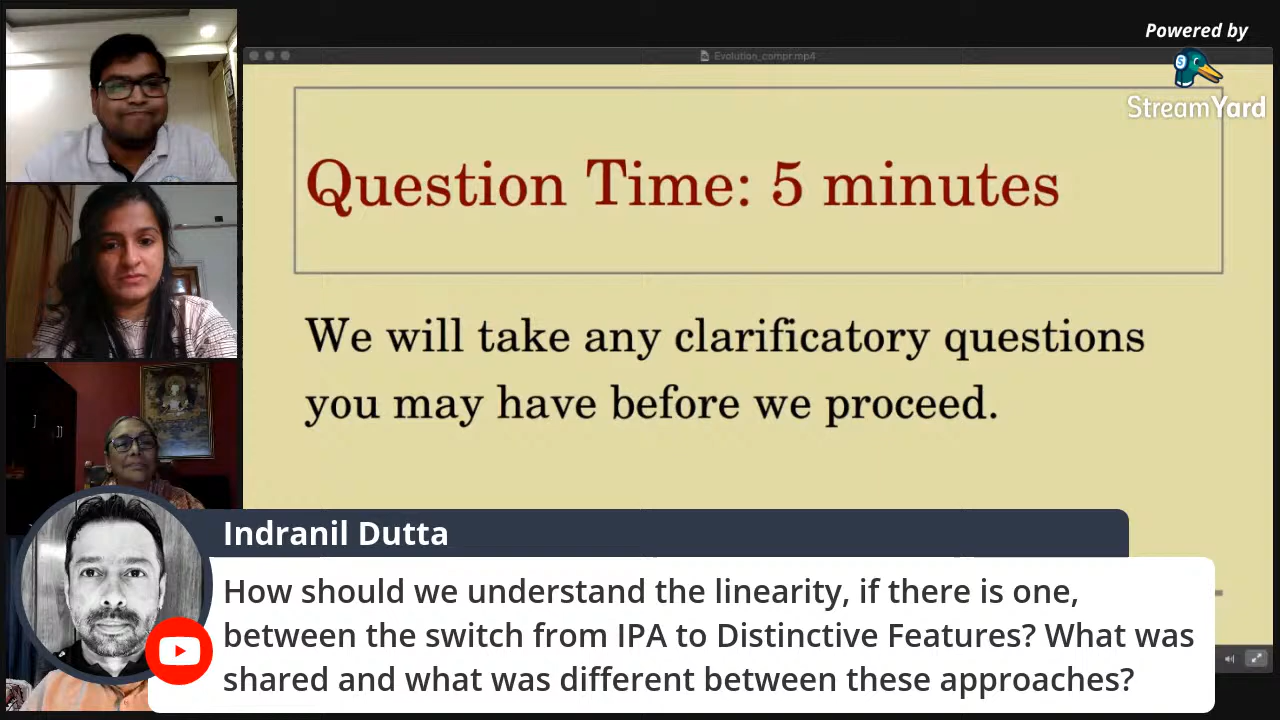 Powered by
StreamYard
Evolution_compr.mp4
Question Time: 5 minutes
We will take any clarificatory questions
you may have before we proceed.
Indranil Dutta
How should we understand the linearity, if there is one,
between the switch from IPA to Distinctive Features? What was
shared and what was different between these approaches?